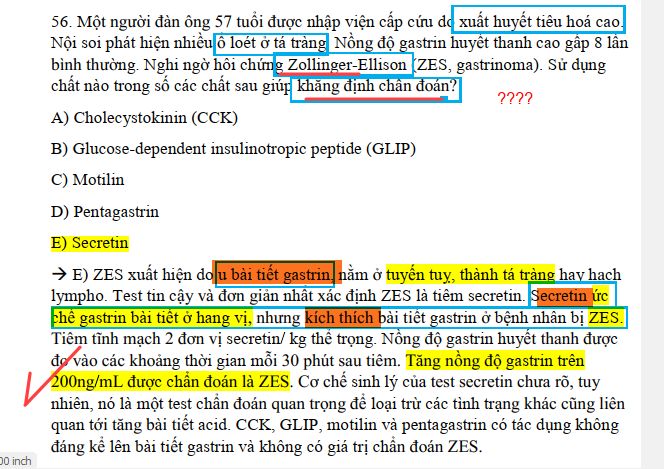 56. Một người đàn ông 57 tuổi được nhập viện cấp cứu do xuất huyết tiêu hoá cao.
Nội soi phát hiện nhiều ổ loét ở tá tràng. Nồng độ gastrin huyết thanh cao gấp 8 lần
bình thường. Nghi ngờ hôi chứng Zollinger-Ellison (ZES, gastrinoma). Sử dụng
chất nào trong số các chất sau giúp khẳng định chẩn đoán?
????
A) Cholecystokinin (CCK)
B) Glucose-dependent insulinotropic peptide (GLIP)
C) Motilin
D) Pentagastrin
E) Secretin
→ E) ZES xuất hiện do u bài tiết gastrin, nằm ở tuyến tuỵ, thành tá tràng hay hạch
lympho. Test tin cậy và đơn giản nhất xác định ZES là tiêm secretin. Secretin ức
chế gastrin bài tiết ở hang vị, nhưng kích thích bài tiết gastrin ở bệnh nhân bị ZES.
Tiêm tĩnh mạch 2 đơn vị secretin/ kg thể trọng. Nồng độ gastrin huyết thanh được
đo vào các khoảng thời gian mỗi 30 phút sau tiêm. Tăng nồng độ gastrin trên
200ng/mL được chẩn đoán là ZES. Cơ chế sinh lý của test secretin chưa rõ, tuy
nhiên, nó là một test chẩn đoán quan trọng để loại trừ các tình trạng khác cũng liên
quan tới tăng bài tiết acid. CCK, GLIP, motilin và pentagastrin có tác dụng không
đáng kể lên bài tiết gastrin và không có giá trị chẩn đoán ZES.
00 inch